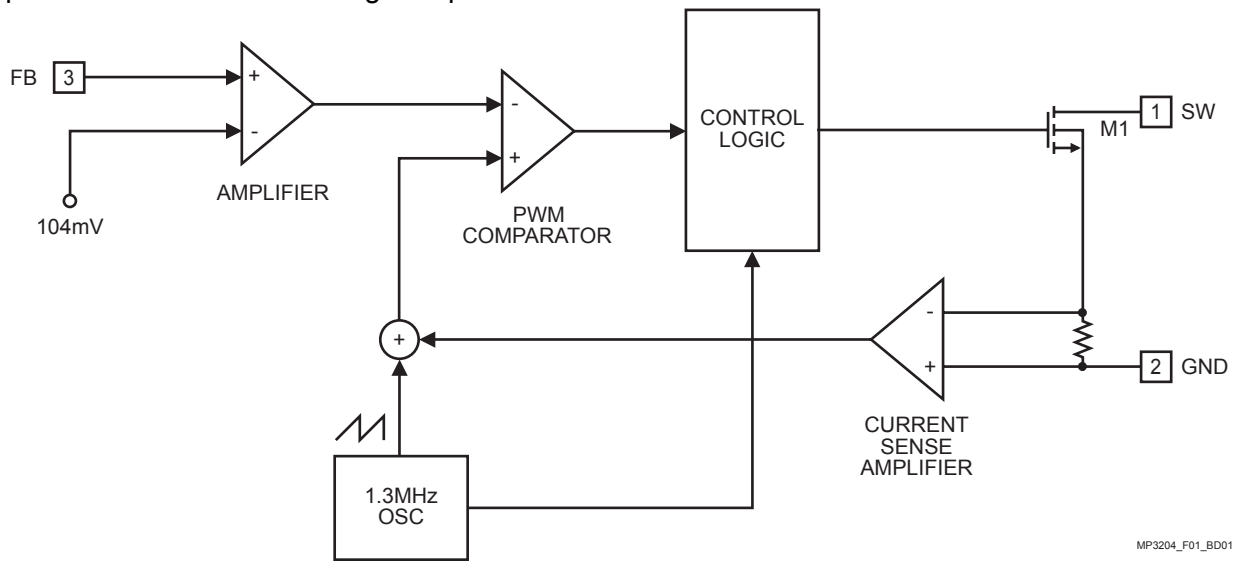 FB 3
+
-
104mV
AMPLIFIER
-
+
PWM
COMPARATOR
CONTROL
LOGIC
M1
1 SW
-
+
2 GND
CURRENT
SENSE
AMPLIFIER
+
1.3MHz
OSC
MP3204_F01_BD01